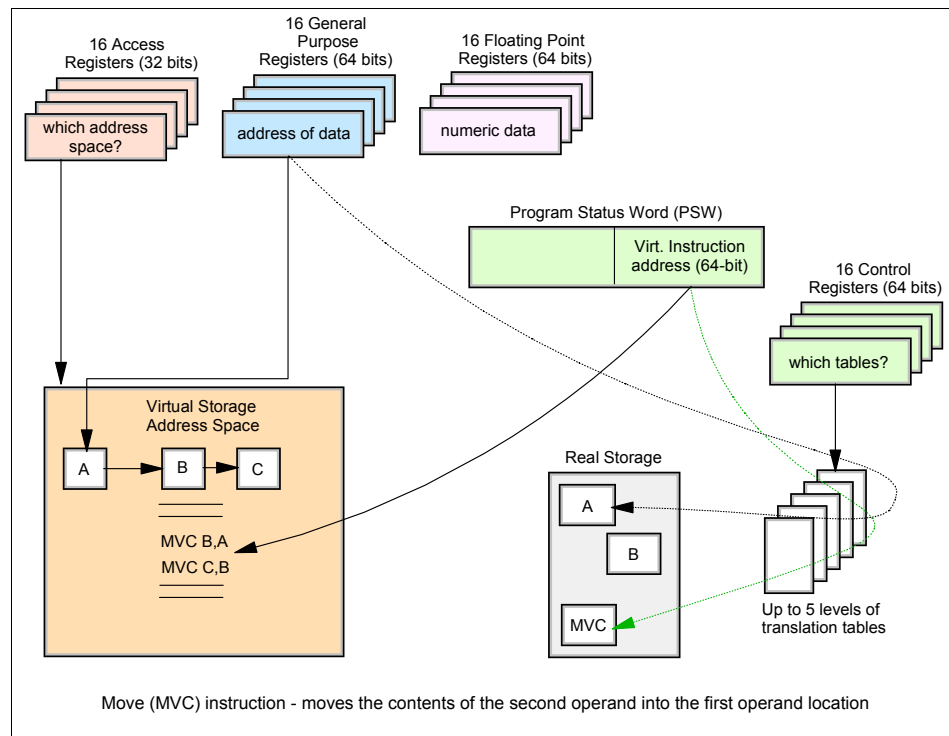 16 Access
Registers (32 bits)
which address
space?
16 General
Purpose
Registers (64 bits)
address of data
16 Floating Point
Registers (64 bits)
numeric data
Program Status Word (PSW)
Virt. Instruction
address (64-bit)
16 Control
Registers (64 bits)
which tables?
Virtual Storage
Address Space
A
B
C
MVC B,A
MVC C,B
Real Storage
A
B
MVC
Up to 5 levels of
translation tables
Move (MVC) instruction - moves the contents of the second operand into the first operand location